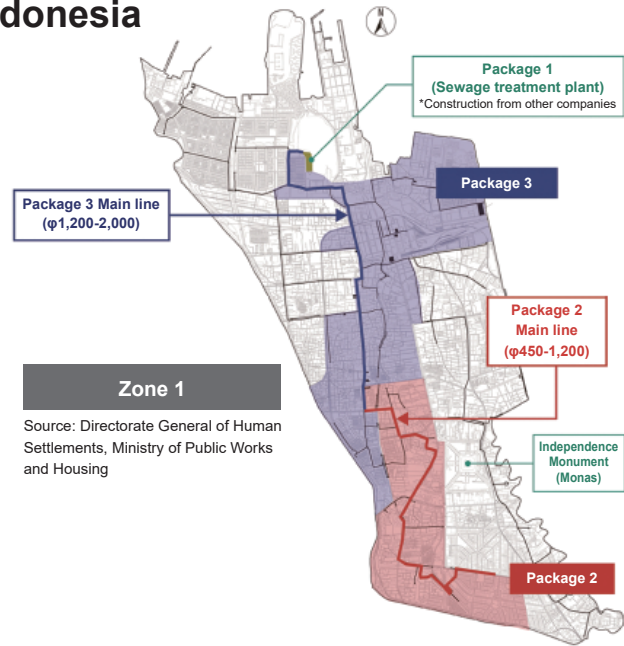 ndonesia
N
Package 1
(Sewage treatment plant)
*Construction from other companies
Package 3
Package 3 Main line
(φ1,200-2,000)
Package 2
Main line
(φ450-1,200)
Zone 1
Source: Directorate General of Human
Settlements, Ministry of Public Works
and Housing
Independence
Monument
(Monas)
Package 2